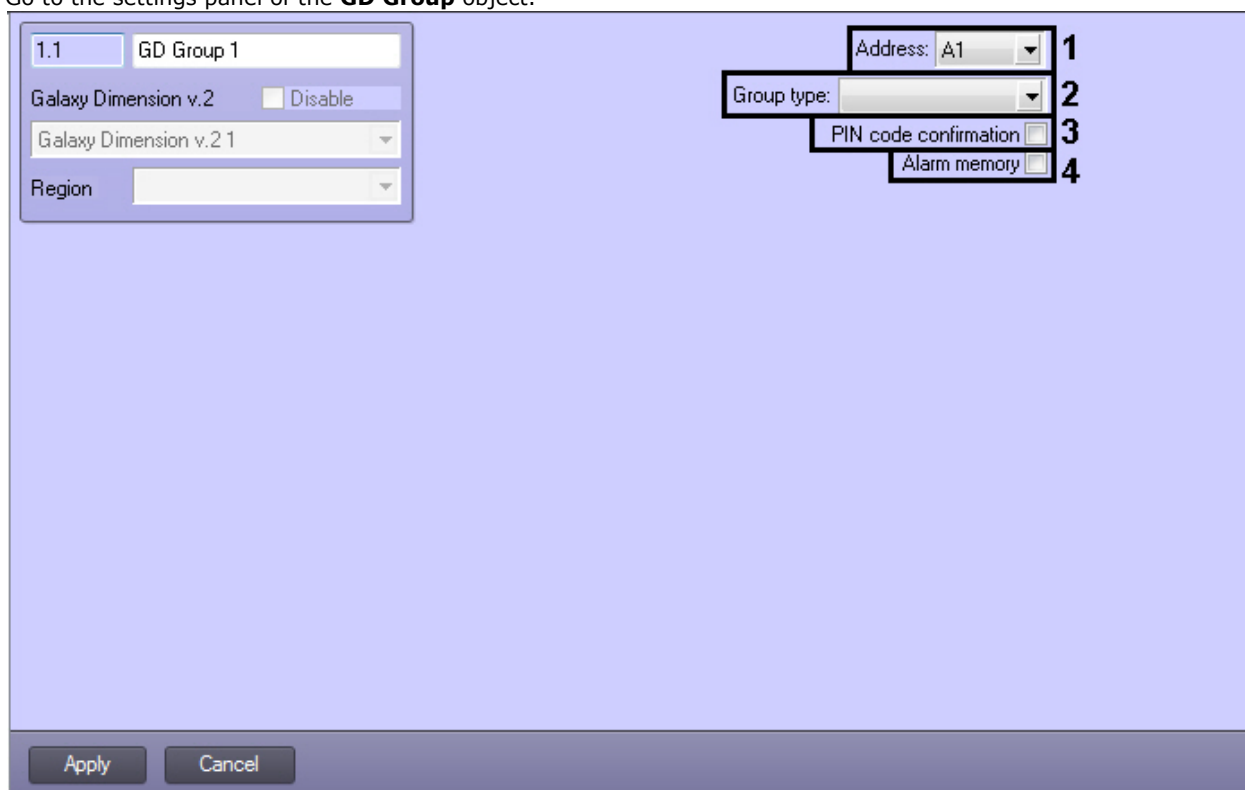 Go to the settings panel of the GD Group object.
1.1 GD Group 1
Galaxy Dimension v.2 Disable
Galaxy Dimension v.2 1
Region
Address: A1 1
Group type: 2
PIN code confirmation 3
Alarm memory 4
Apply Cancel